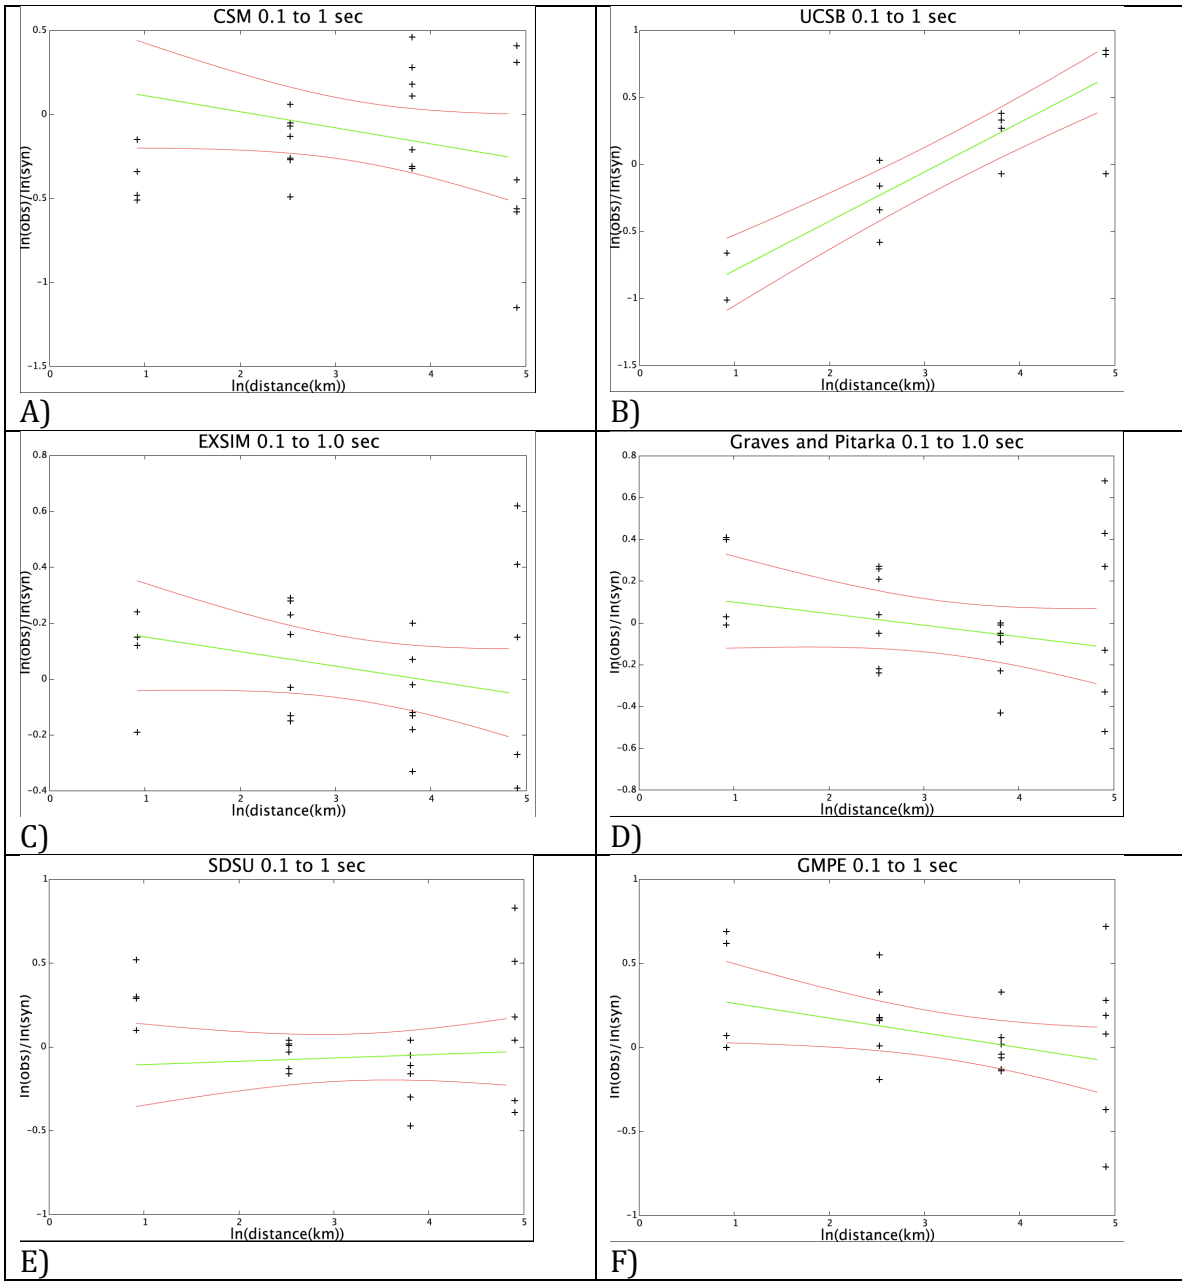 CSM 0.1 to 1 sec
ln(obs)/ln(syn)
0.5
0
−0.5
−1
−1.5
0 1 2 3 4 5
ln(distance(km))
A)
UCSB 0.1 to 1 sec
ln(obs)/ln(syn)
1
0.5
0
−0.5
−1
−1.5
0 1 2 3 4 5
ln(distance(km))
B)
EXSIM 0.1 to 1.0 sec
ln(obs)/ln(syn)
0.8
0.6
0.4
0.2
0
−0.2
−0.4
0 1 2 3 4 5
ln(distance(km))
C)
Graves and Pitarka 0.1 to 1.0 sec
ln(obs)/ln(syn)
0.8
0.6
0.4
0.2
0
−0.2
−0.4
−0.6
−0.8
0 1 2 3 4 5
ln(distance(km))
D)
SDSU 0.1 to 1 sec
ln(obs)/ln(syn)
1
0.5
0
−0.5
−1
0 1 2 3 4 5
ln(distance(km))
E)
GMPE 0.1 to 1 sec
ln(obs)/ln(syn)
1
0.5
0
−0.5
−1
0 1 2 3 4 5
ln(distance(km))
F)